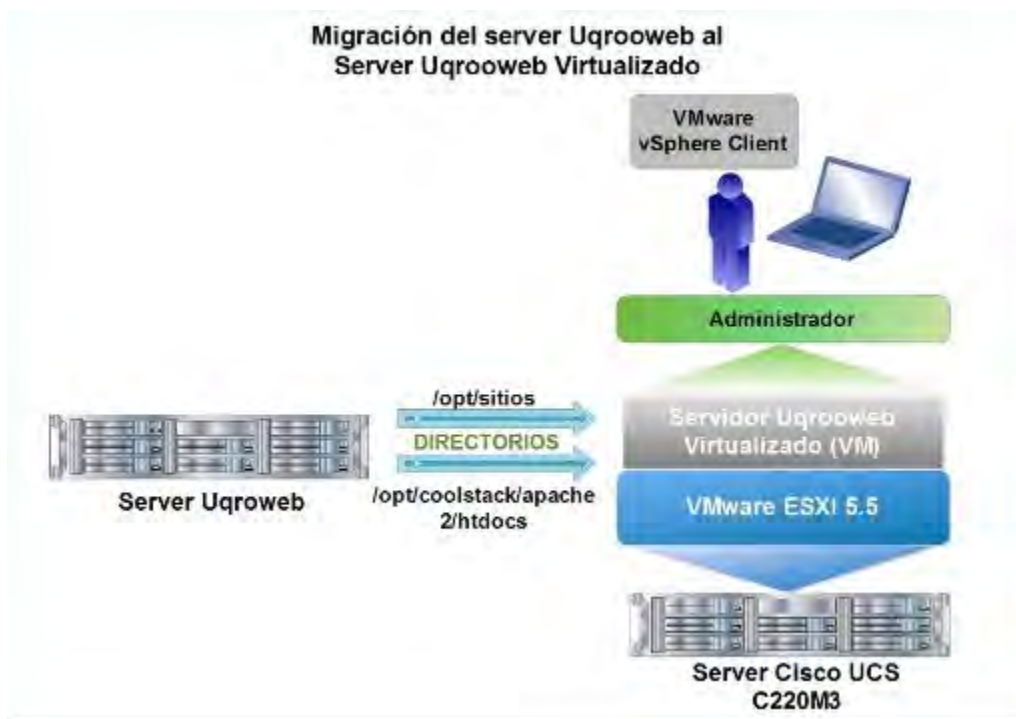 Migración del server Uqrooweb al
Server Uqrooweb Virtualizado
VMware
vSphere Client
Administrador
/opt/sitios
DIRECTORIOS
/opt/coolstack/apache
2/htdocs
Server Uqroweb
Servidor Uqrooweb
Virtualizado (VM)
VMware ESXI 5.5
Server Cisco UCS
C220M3